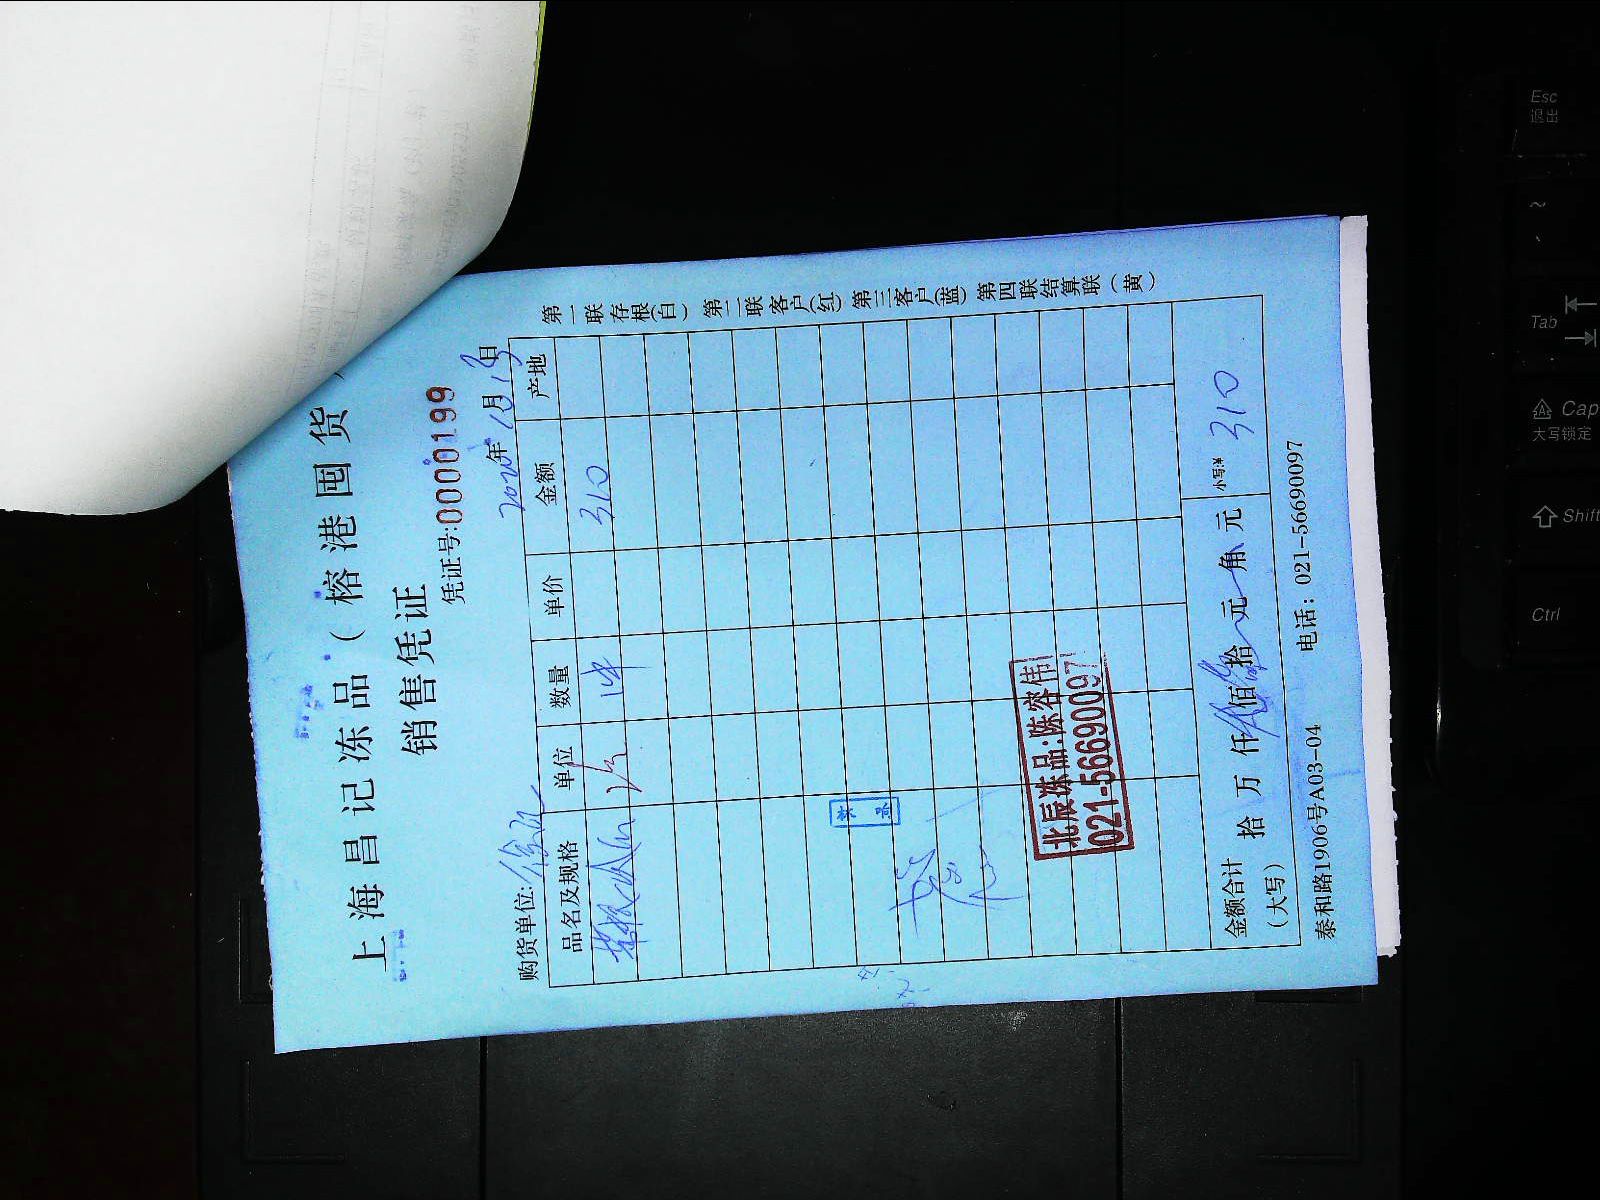 上海昌记冻品（榕港囤货
销售凭证
凭证号:00000199
购货单位:
2020年10月19日
品名及规格 单位 数量 单价 金额 产地
件 310
北辰冻品:陈容伟
021-56690097
金额合计
（大写）
拾 万 仟 佰 拾 元 角 元 小写:¥ 310
泰和路1906号A03-04 电话：021-56690097
第一联存根(白) 第二联客户(红) 第三客户(蓝) 第四联结算联（黄）
Esc
退出
~
Tab
Cap
大写锁定
Shift
Ctrl